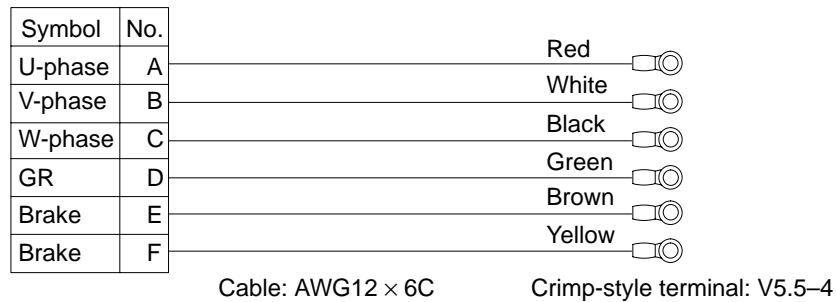 Symbol No.
U-phase A Red
V-phase B White
W-phase C Black
GR D Green
Brake E Brown
Brake F Yellow
Cable: AWG12 × 6C Crimp-style terminal: V5.5–4